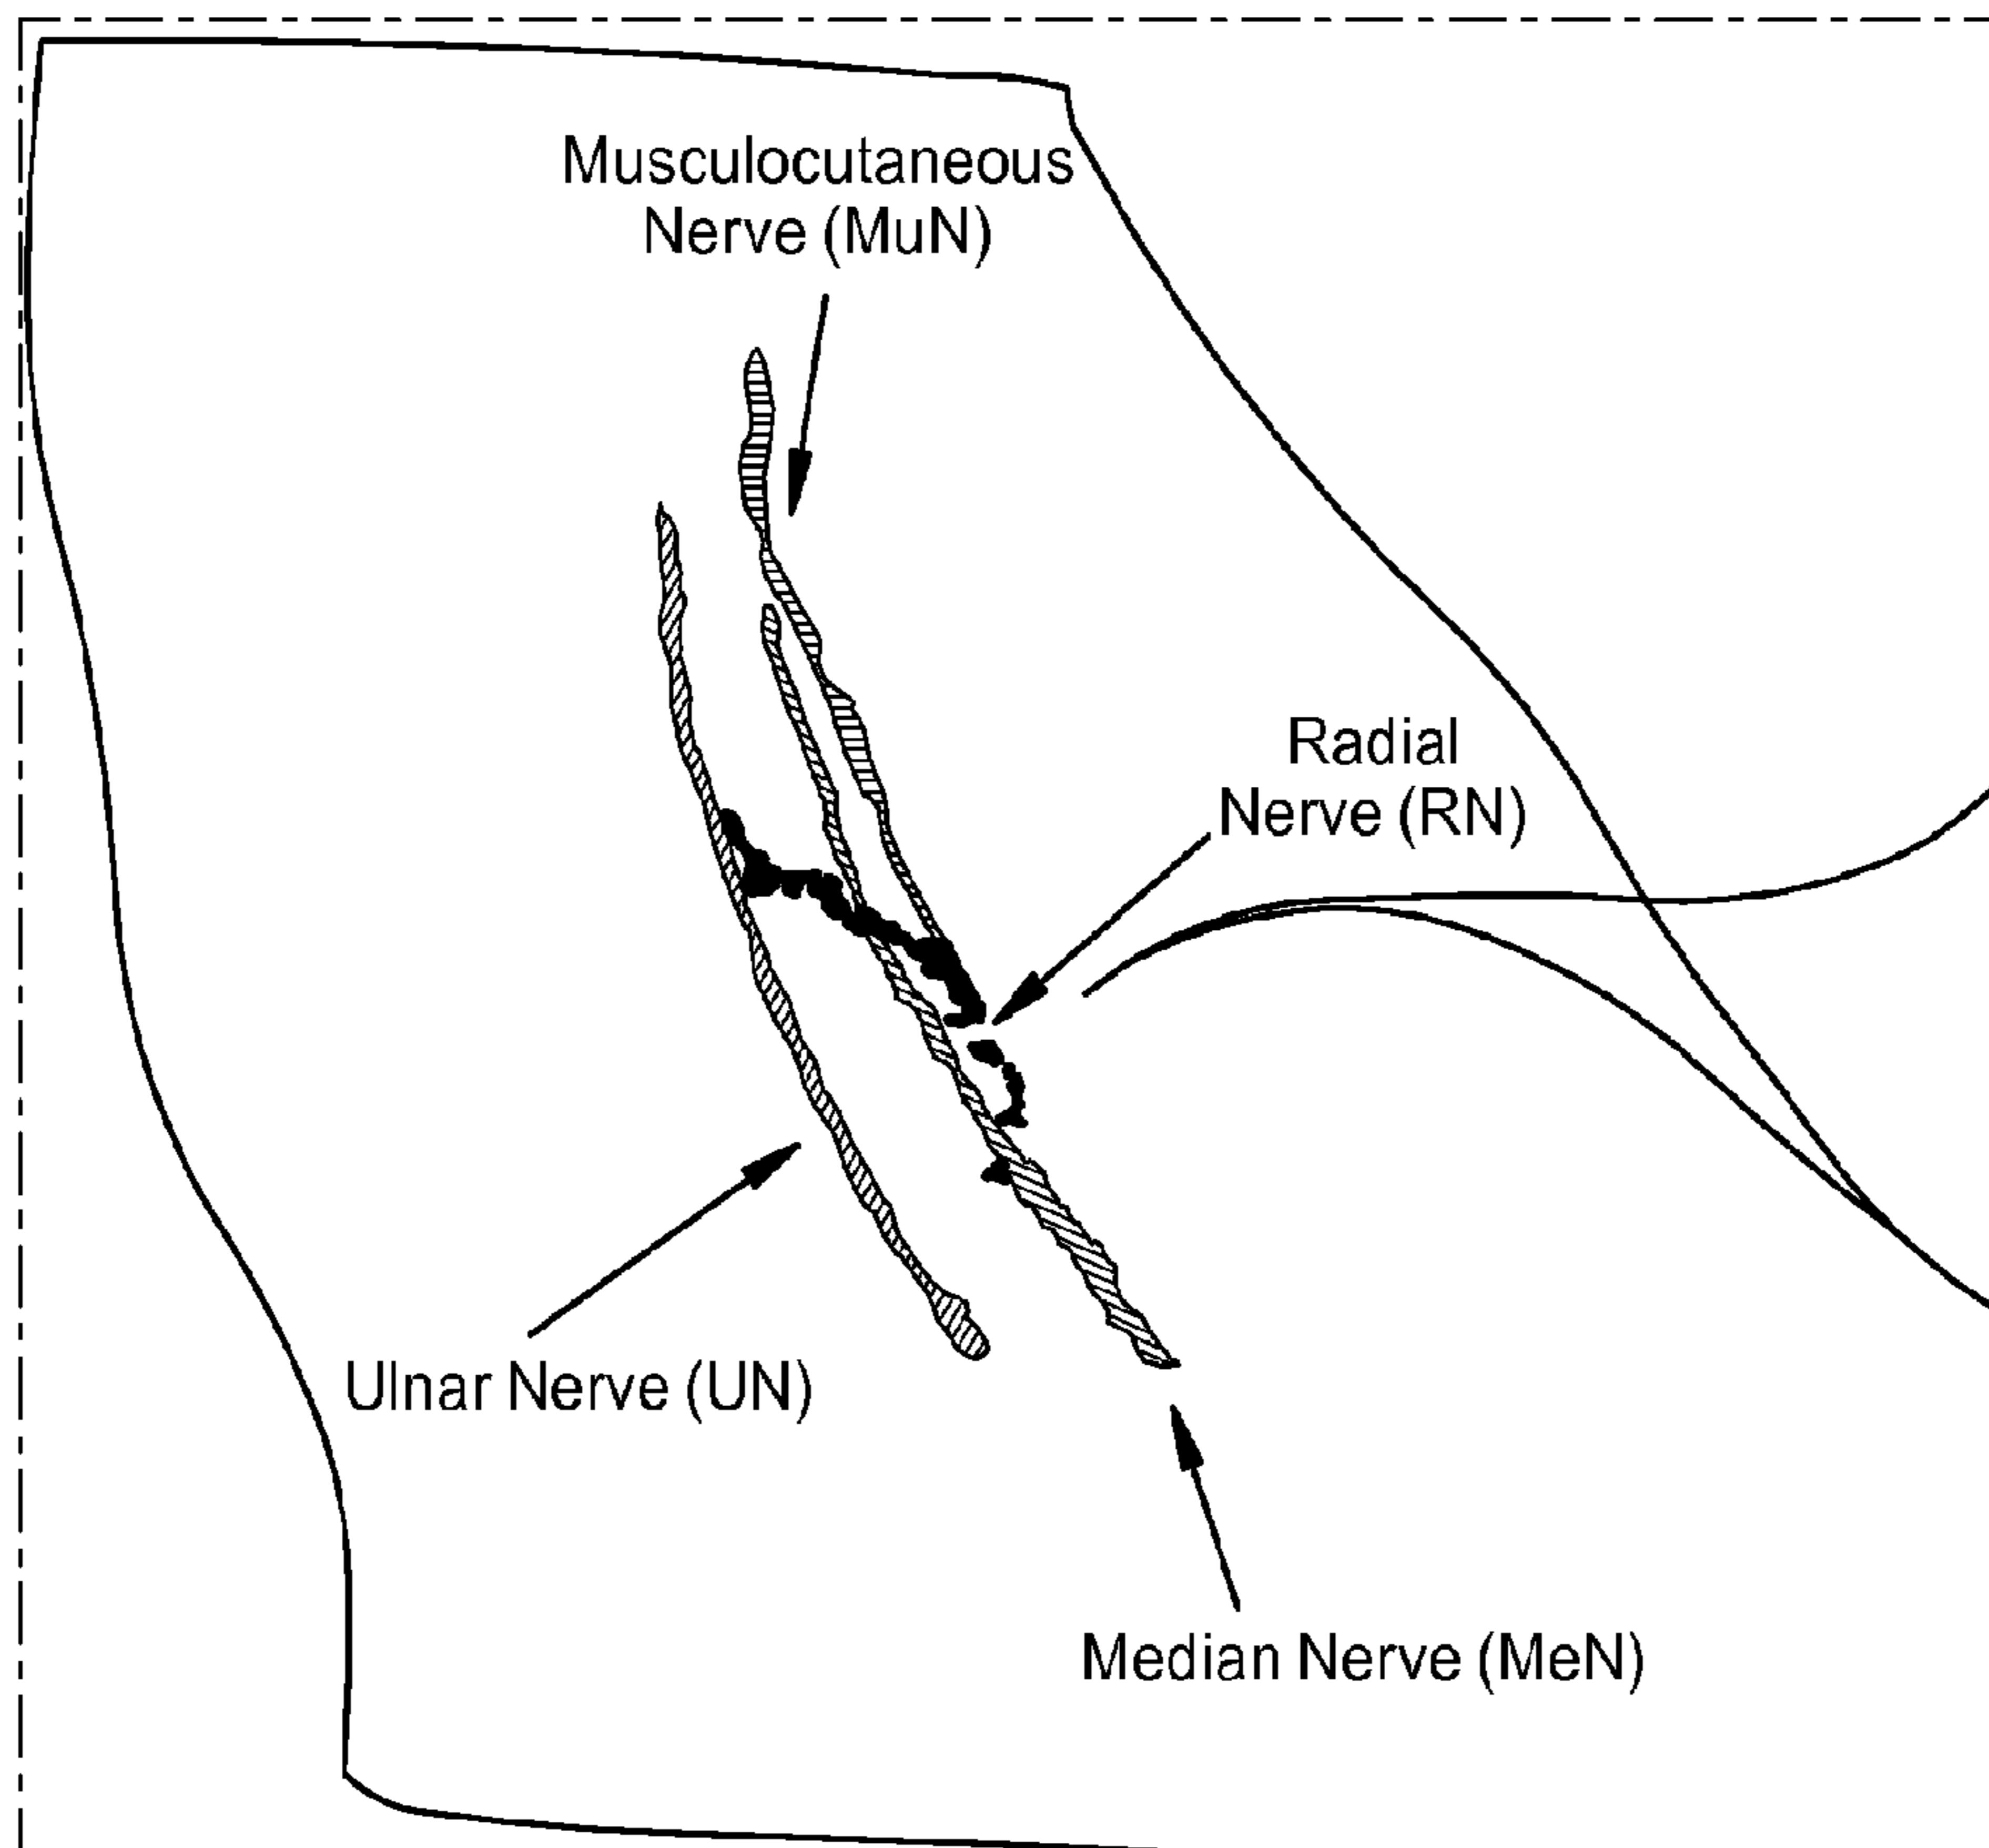 Musculocutaneous
Nerve (MuN)
Radial
Nerve (RN)
Ulnar Nerve (UN)
Median Nerve (MeN)